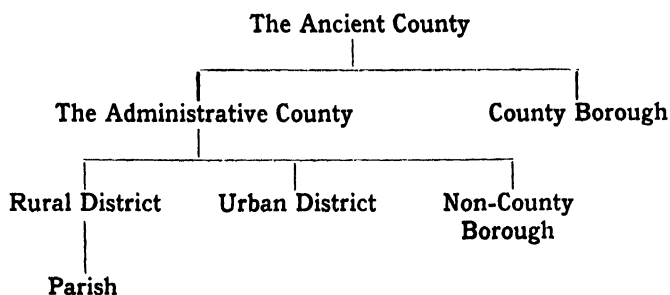 The Ancient County
The Administrative County County Borough
Rural District Urban District Non-County
Borough
Parish